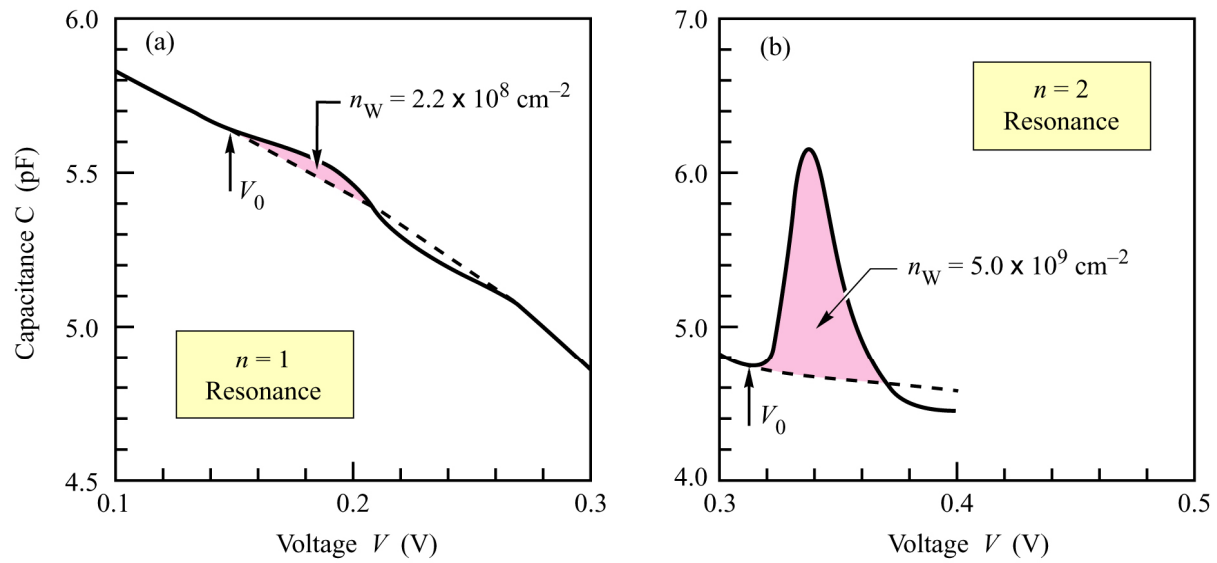 (a)
n_W = 2.2 x 10^8 cm^–2
V_0
n = 1
Resonance
6.0
5.5
5.0
4.5
0.1
0.2
0.3
Capacitance C (pF)
Voltage V (V)
(b)
n = 2
Resonance
n_W = 5.0 x 10^9 cm^–2
V_0
7.0
6.0
5.0
4.0
0.3
0.4
0.5
Voltage V (V)